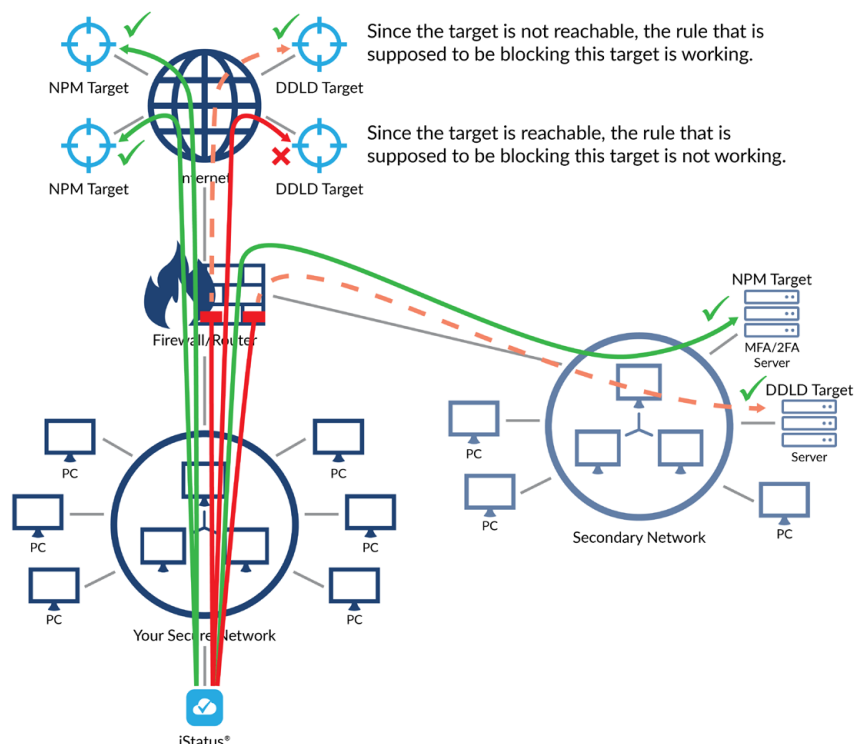 Since the target is not reachable, the rule that is
supposed to be blocking this target is working.
NPM Target
DDLD Target
Since the target is reachable, the rule that is
supposed to be blocking this target is not working.
NPM Target
Internet
DDLD Target
NPM Target
Firewall/Router
MFA/2FA
Server
DDLD Target
Server
PC
PC
PC
PC
PC
PC
PC
PC
PC
PC
PC
Secondary Network
Your Secure Network
iStatus®